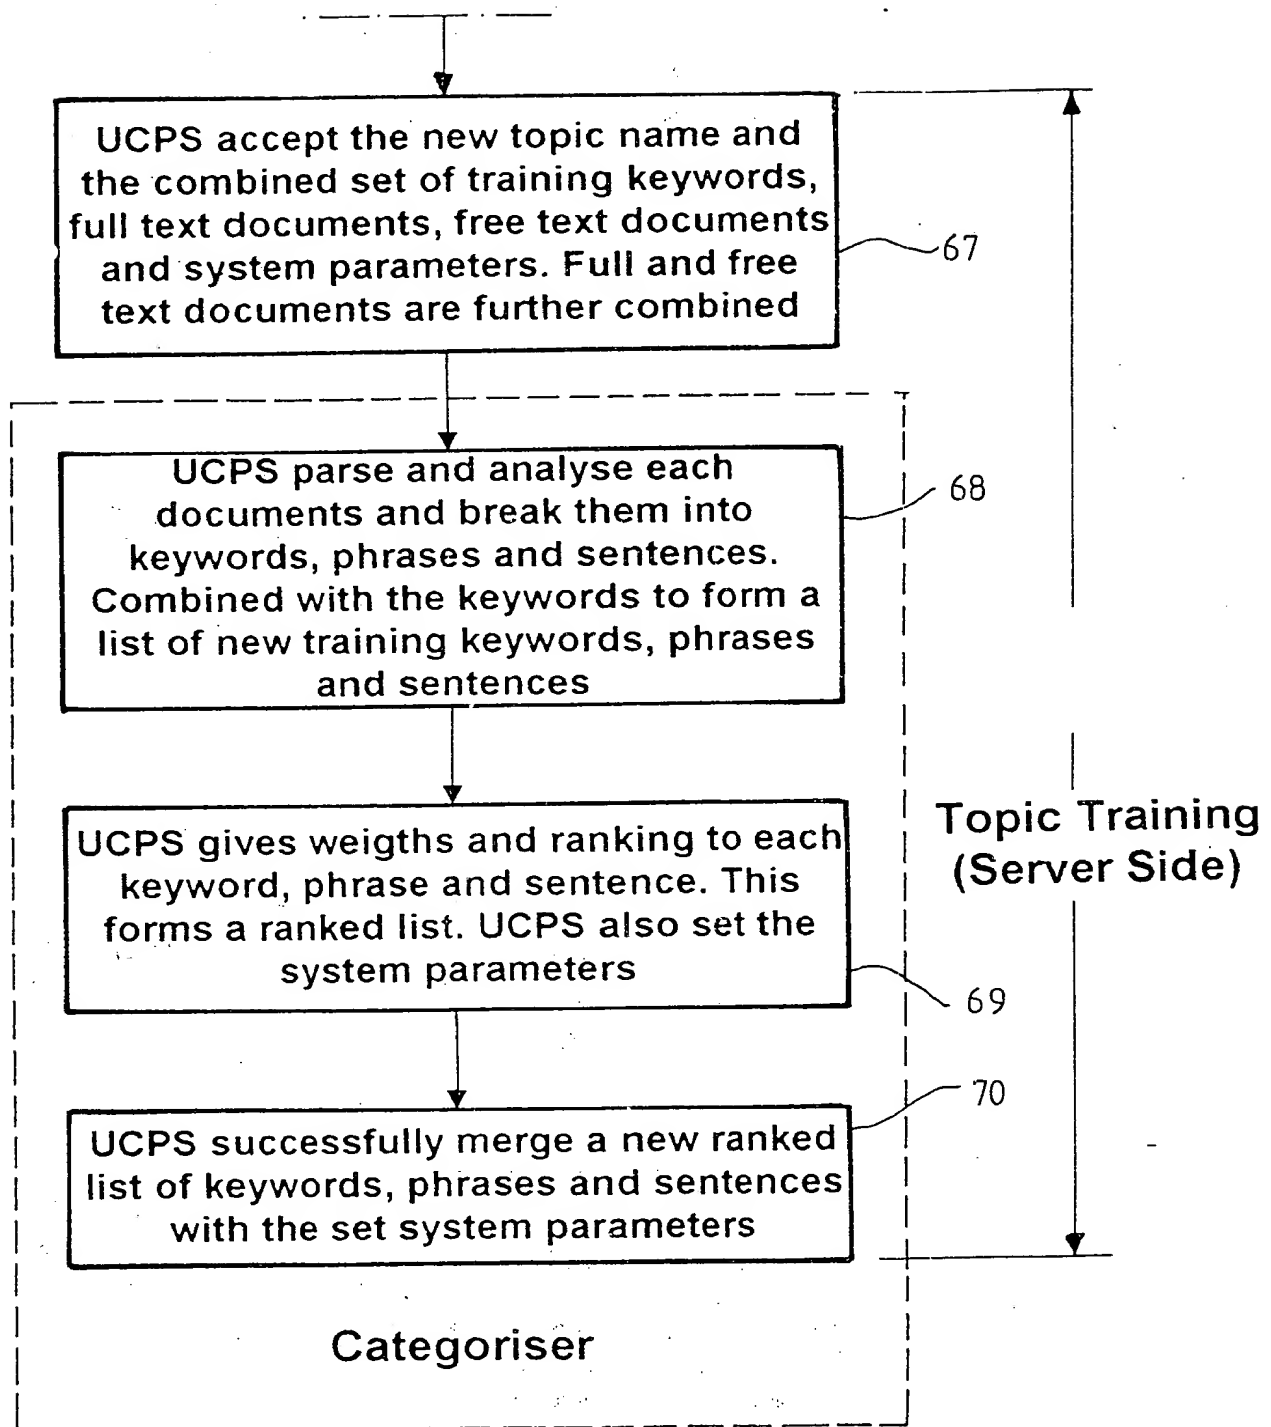 UCPS accept the new topic name and
the combined set of training keywords,
full text documents, free text documents
and system parameters. Full and free
text documents are further combined
67
UCPS parse and analyse each
documents and break them into
keywords, phrases and sentences.
Combined with the keywords to form a
list of new training keywords, phrases
and sentences
68
UCPS gives weigths and ranking to each
keyword, phrase and sentence. This
forms a ranked list. UCPS also set the
system parameters
69
Topic Training
(Server Side)
UCPS successfully merge a new ranked
list of keywords, phrases and sentences
with the set system parameters
70
Categoriser